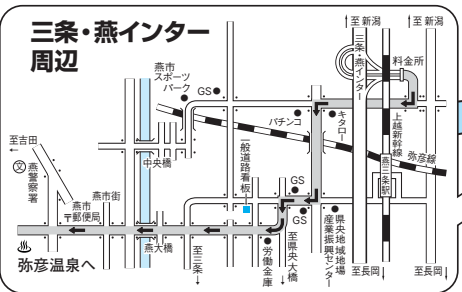 三条・燕インター
周辺
↑至新潟
↑至新潟
三条・燕インター
料金所
燕市
スポーツ
パーク
GS
パチンコ
キタロー
上越新幹線
弥彦線
燕三条駅
至吉田
←
文
燕警察署
中央橋
一般道路看板
燕市街
燕市
〒郵便局
GS
GS
県央地域地場
産業振興センター
燕大橋
至三条↓
労働金庫
至県央大橋↓
至長岡↓
至長岡↓
弥彦温泉へ